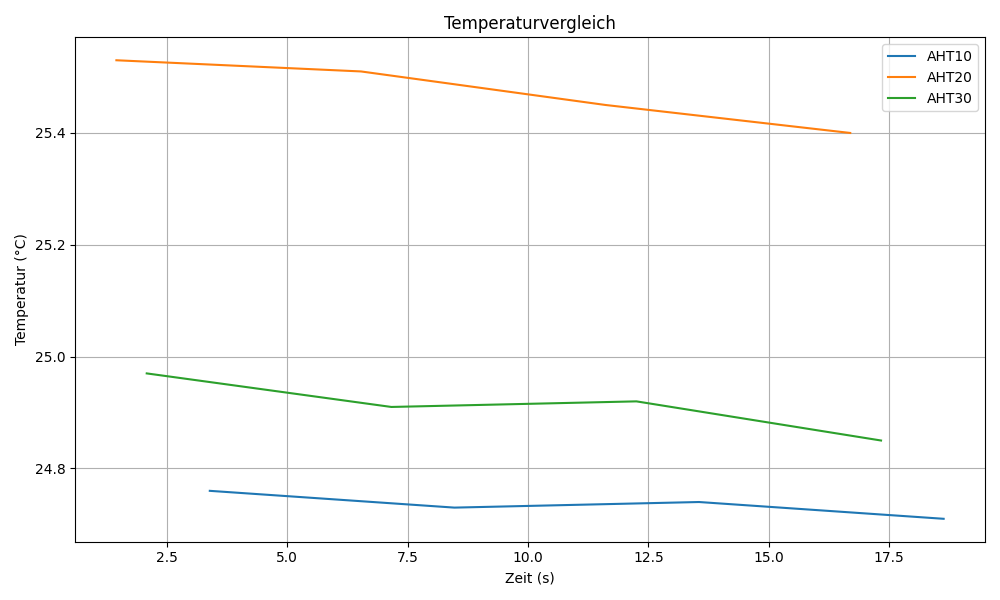 Temperaturvergleich
AHT10
AHT20
AHT30
Temperatur (°C)
25.4
25.2
25.0
24.8
2.5 5.0 7.5 10.0 12.5 15.0 17.5
Zeit (s)